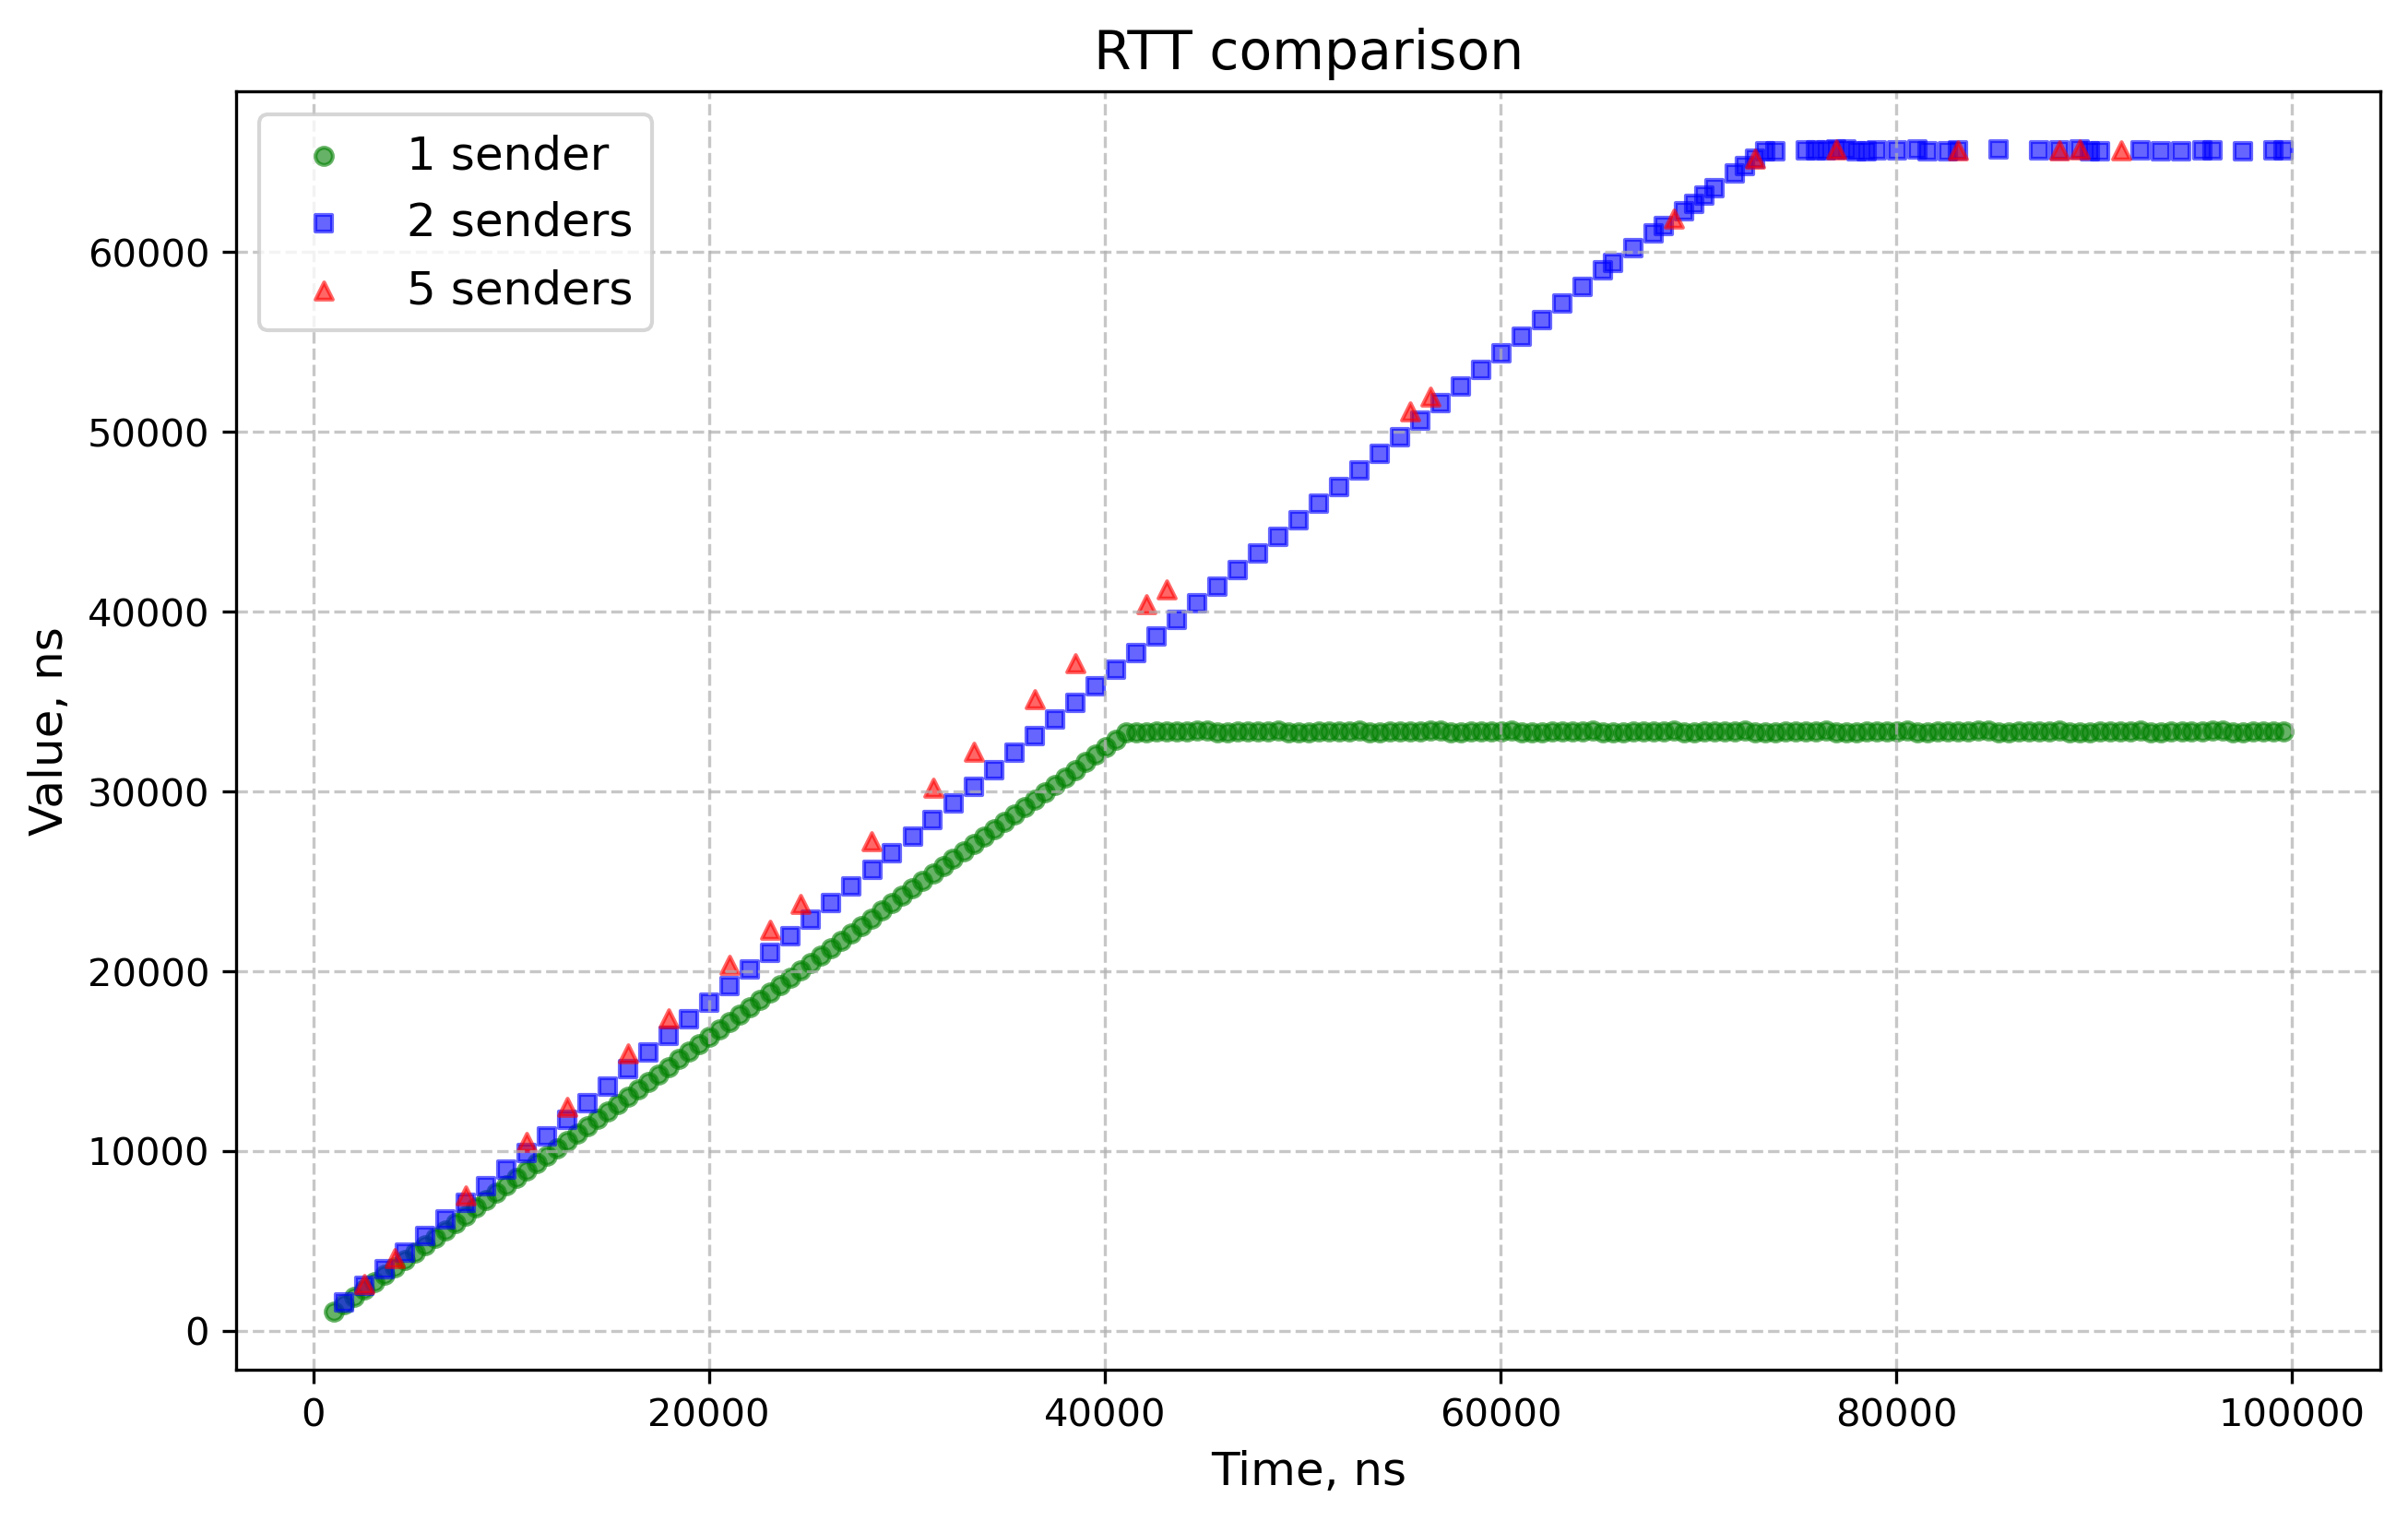 RTT comparison
1 sender
2 senders
5 senders
Value, ns
60000
50000
40000
30000
20000
10000
0
0 20000 40000 60000 80000 100000
Time, ns